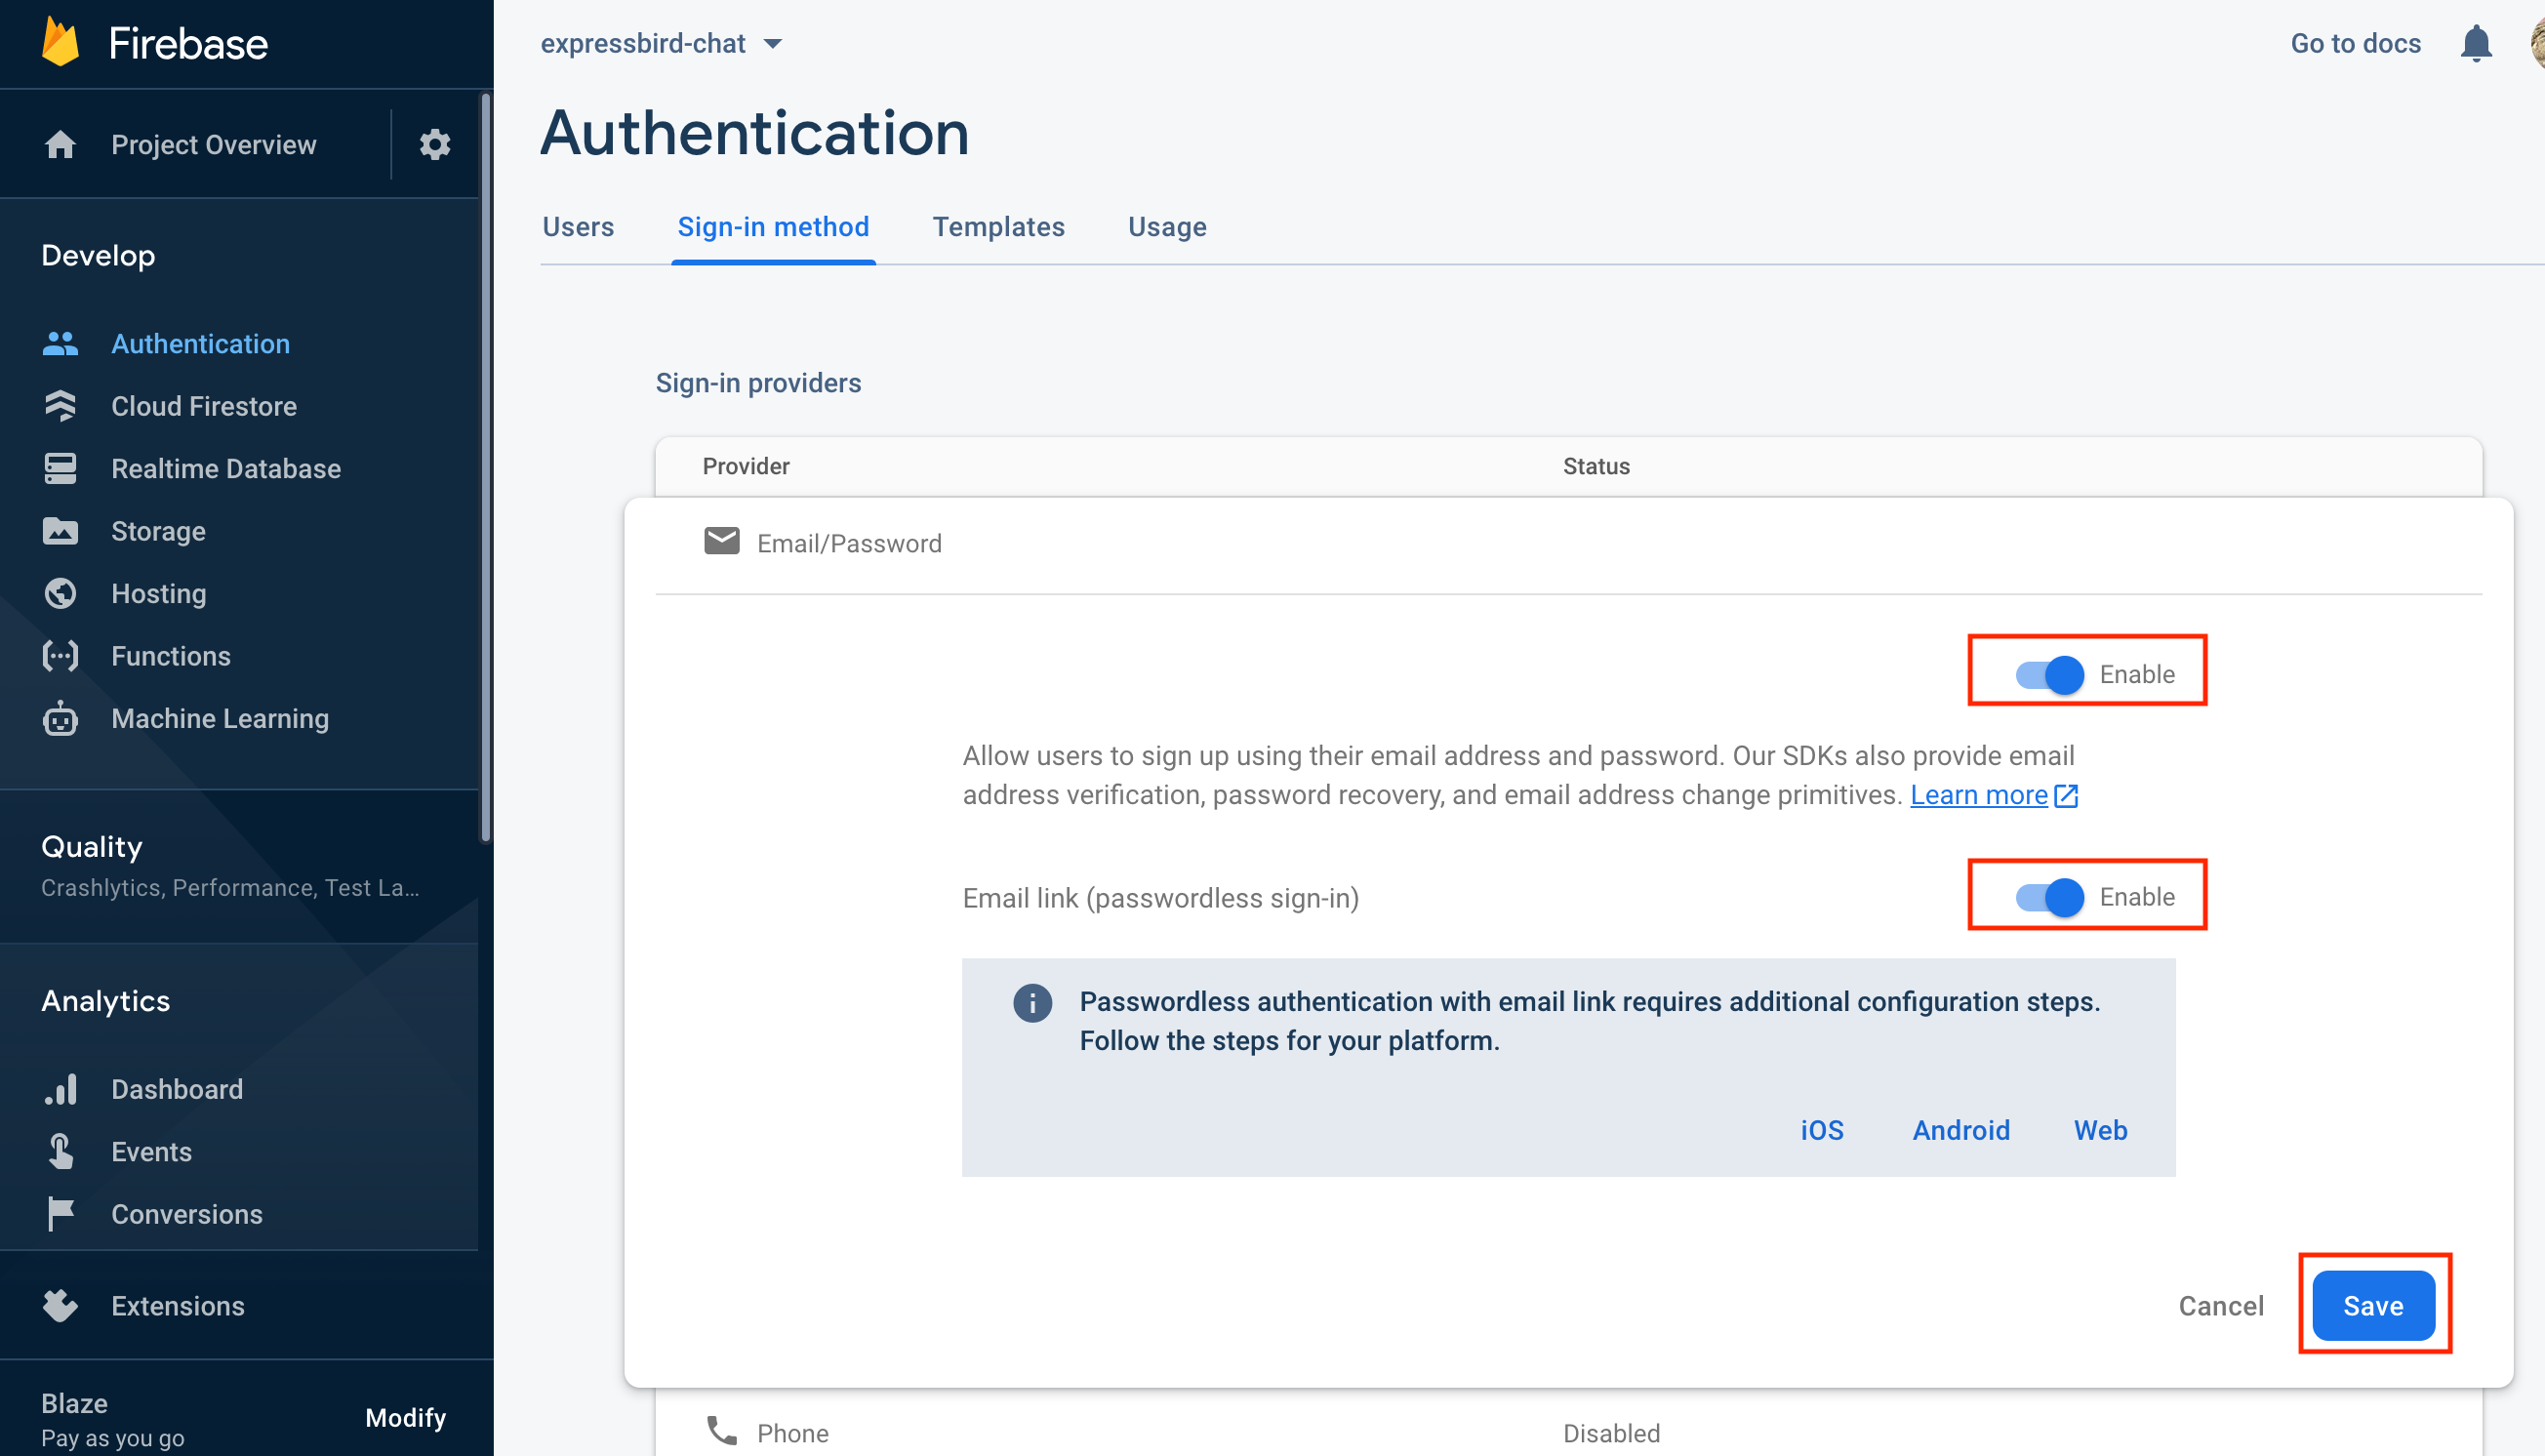 Firebase
Project Overview
Develop
Authentication
Cloud Firestore
Realtime Database
Storage
Hosting
Functions
Machine Learning
Quality
Crashlytics, Performance, Test La...
Analytics
Dashboard
Events
Conversions
Extensions
Blaze
Pay as you go
Modify
expressbird-chat
Go to docs
Authentication
Users
Sign-in method
Templates
Usage
Sign-in providers
Provider
Status
Email/Password
Enable
Allow users to sign up using their email address and password. Our SDKs also provide email
address verification, password recovery, and email address change primitives. Learn more
Email link (passwordless sign-in)
Enable
Passwordless authentication with email link requires additional configuration steps.
Follow the steps for your platform.
iOS
Android
Web
Cancel
Save
Phone
Disabled